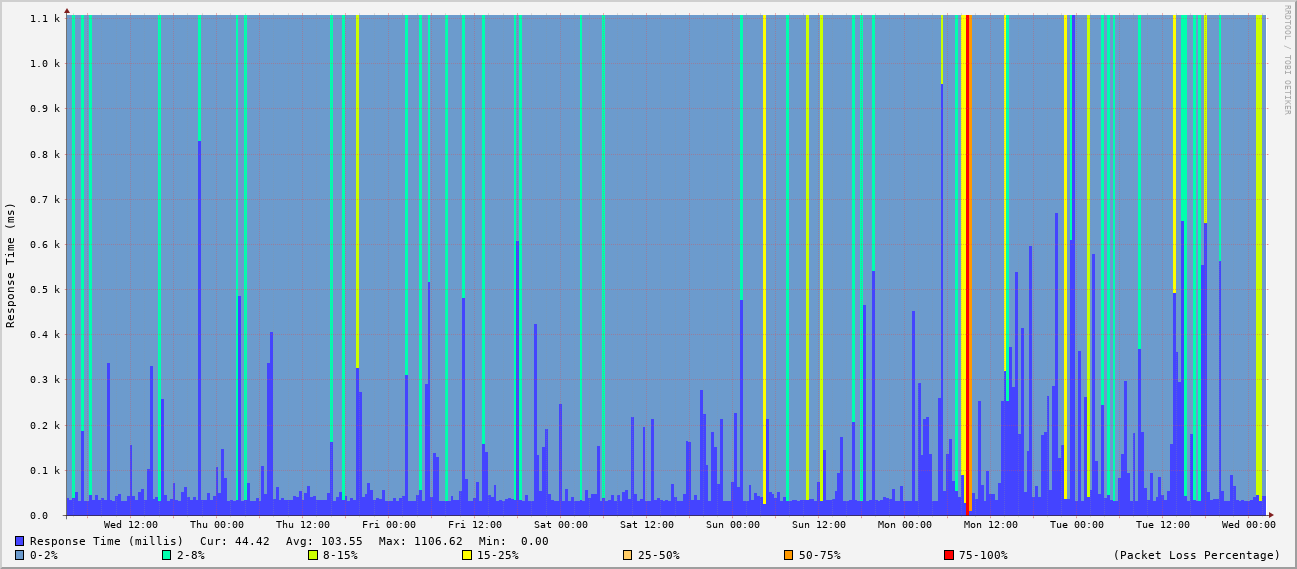 RRDTOOL / TOBI OETIKER
Response Time (ms)
1.1 k
1.0 k
0.9 k
0.8 k
0.7 k
0.6 k
0.5 k
0.4 k
0.3 k
0.2 k
0.1 k
0.0
Wed 12:00 Thu 00:00 Thu 12:00 Fri 00:00 Fri 12:00 Sat 00:00 Sat 12:00 Sun 00:00 Sun 12:00 Mon 00:00 Mon 12:00 Tue 00:00 Tue 12:00 Wed 00:00
Response Time (millis) Cur: 44.42 Avg: 103.55 Max: 1106.62 Min: 0.00
0-2% 2-8% 8-15% 15-25% 25-50% 50-75% 75-100% (Packet Loss Percentage)